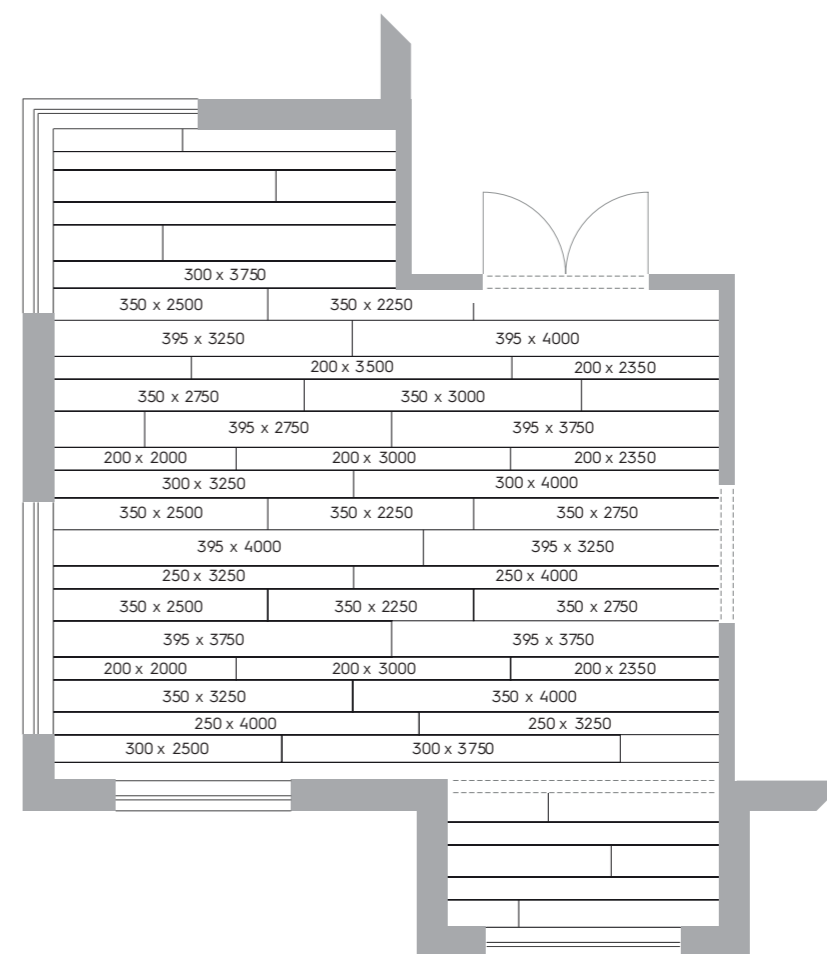 300 x 3750
350 x 2500 350 x 2250
395 x 3250 395 x 4000
200 x 3500 200 x 2350
350 x 2750 350 x 3000
395 x 2750 395 x 3750
200 x 2000 200 x 3000 200 x 2350
300 x 3250 300 x 4000
350 x 2500 350 x 2250 350 x 2750
395 x 4000 395 x 3250
250 x 3250 250 x 4000
350 x 2500 350 x 2250 350 x 2750
395 x 3750 395 x 3750
200 x 2000 200 x 3000 200 x 2350
350 x 3250 350 x 4000
250 x 4000 250 x 3250
300 x 2500 300 x 3750